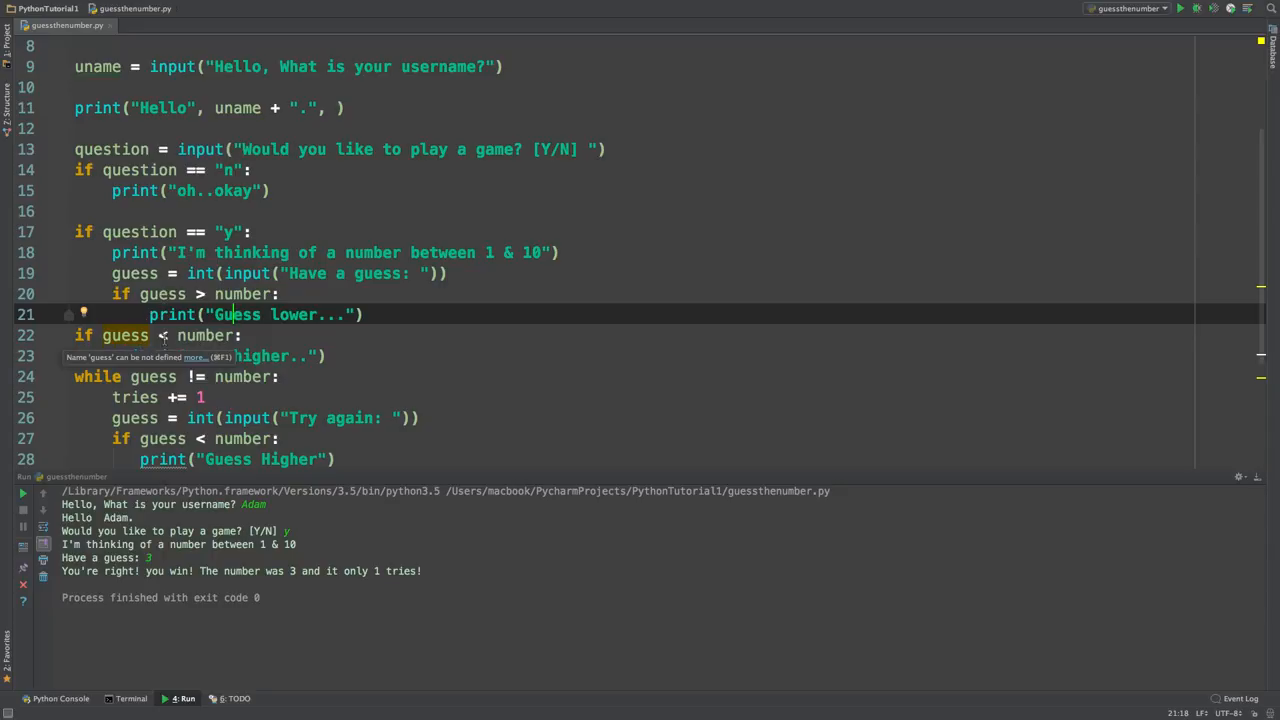 PythonTutorial1 guessthenumber.py guessthenumber
guessthenumber.py
1: Project
Z: Structure
2: Favorites
Database
8
9 uname = input("Hello, What is your username?")
10
11 print("Hello", uname + ".", )
12
13 question = input("Would you like to play a game? [Y/N] ")
14 if question == "n":
15 print("oh..okay")
16
17 if question == "y":
18 print("I'm thinking of a number between 1 & 10")
19 guess = int(input("Have a guess: "))
20 if guess > number:
21 print("Guess lower...")
22 if guess < number:
Name 'guess' can be not defined more... (⌘F1)
23 higher..")
24 while guess != number:
25 tries += 1
26 guess = int(input("Try again: "))
27 if guess < number:
28 print("Guess Higher")
Run guessthenumber
/Library/Frameworks/Python.framework/Versions/3.5/bin/python3.5 /Users/macbook/PycharmProjects/PythonTutorial1/guessthenumber.py
Hello, What is your username? Adam
Hello  Adam.
Would you like to play a game? [Y/N] y
I'm thinking of a number between 1 & 10
Have a guess: 3
You're right! you win! The number was 3 and it only 1 tries!
Process finished with exit code 0
Python Console Terminal 4: Run 6: TODO Event Log
21:18 LF÷ UTF-8÷